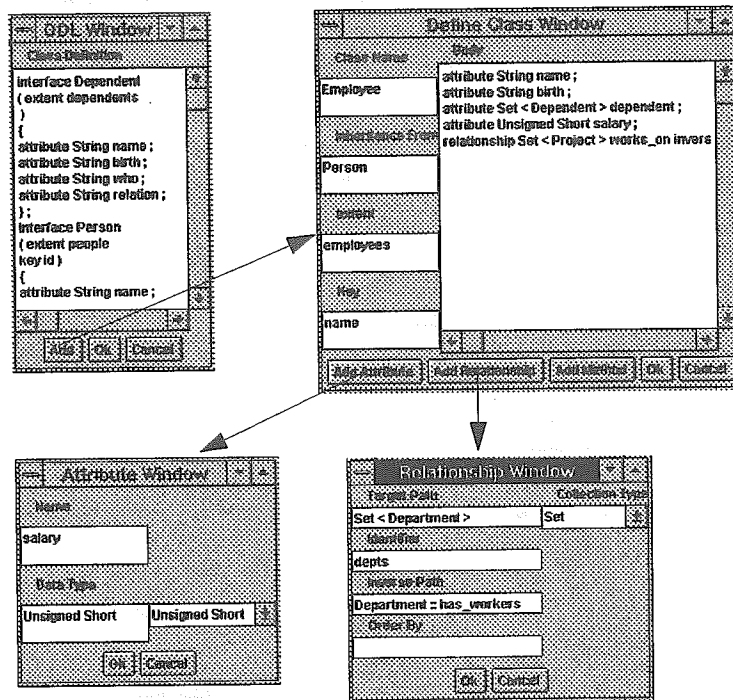 ODL Window
Class Definition
interface Dependent
( extent dependents
)
{
attribute String name ;
attribute String birth ;
attribute String who ;
attribute String relation ;
} ;
interface Person
( extent people
key id )
{
attribute String name ;
Add
Ok
Cancel
Define Class Window
Class Name
Employee
Inheritance From
Person
Extent
employees
Key
name
Body
attribute String name ;
attribute String birth ;
attribute Set < Dependent > dependent ;
attribute Unsigned Short salary ;
relationship Set < Project > works_on invers
Add Attribute
Add Relationship
Add Method
Ok
Cancel
Attribute Window
Name
salary
Data Type
Unsigned Short
Unsigned Short
Ok
Cancel
Relationship Window
Target Path
Collection Type
Set < Department >
Set
Identifier
depts
Inverse Path
Department :: has_workers
Order By
Ok
Cancel